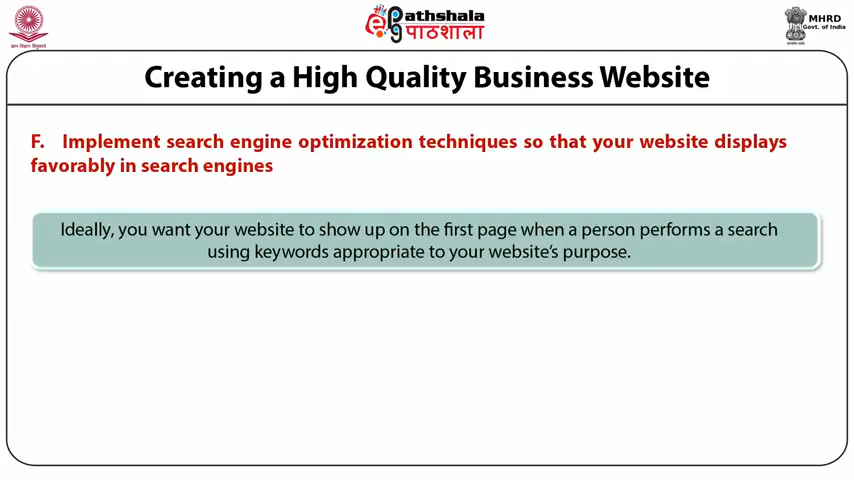 ePathshala
पाठशाला
MHRD
Govt. of India
ज्ञान-विज्ञान विमुक्तये
Creating a High Quality Business Website
F. Implement search engine optimization techniques so that your website displays
favorably in search engines
Ideally, you want your website to show up on the first page when a person performs a search
using keywords appropriate to your website’s purpose.